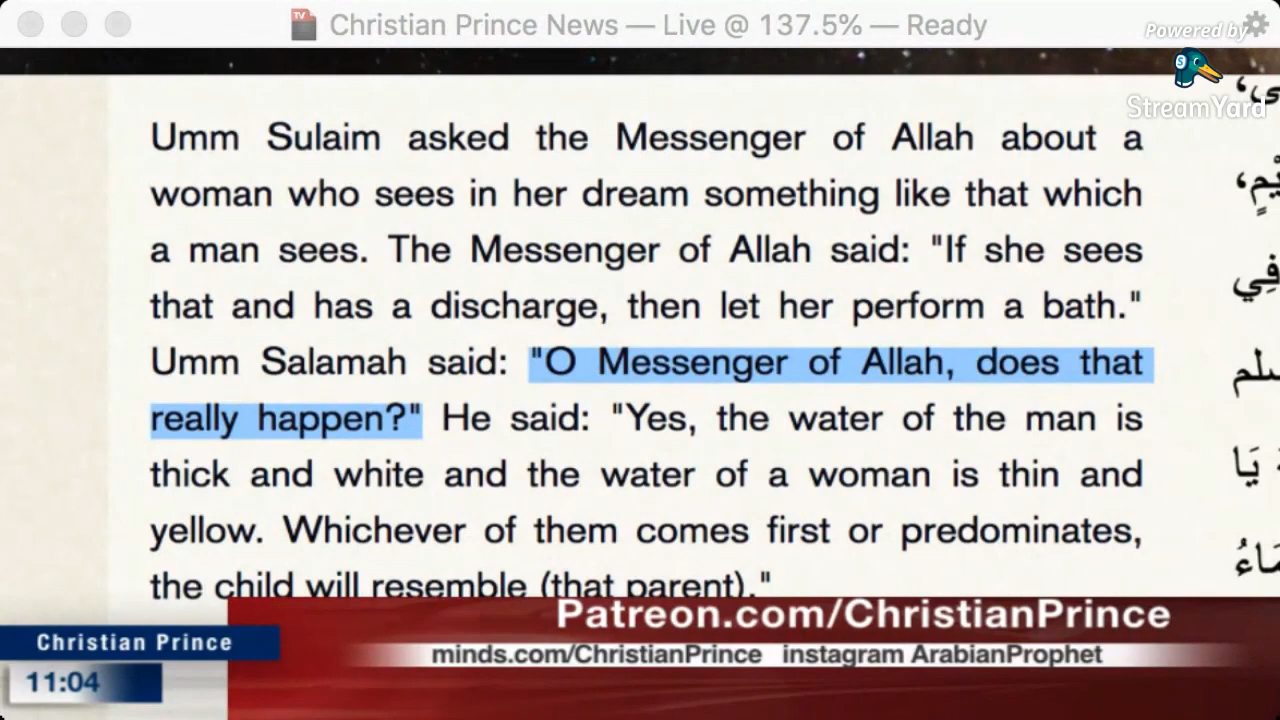 Christian Prince News — Live @ 137.5% — Ready
Powered by
StreamYard
Umm Sulaim asked the Messenger of Allah about a
woman who sees in her dream something like that which
a man sees. The Messenger of Allah said: "If she sees
that and has a discharge, then let her perform a bath."
Umm Salamah said: "O Messenger of Allah, does that
really happen?" He said: "Yes, the water of the man is
thick and white and the water of a woman is thin and
yellow. Whichever of them comes first or predominates,
the child will resemble (that parent)."
سلم
يَا
Patreon.com/ChristianPrince
Christian Prince
minds.com/ChristianPrince instagram ArabianProphet
11:04